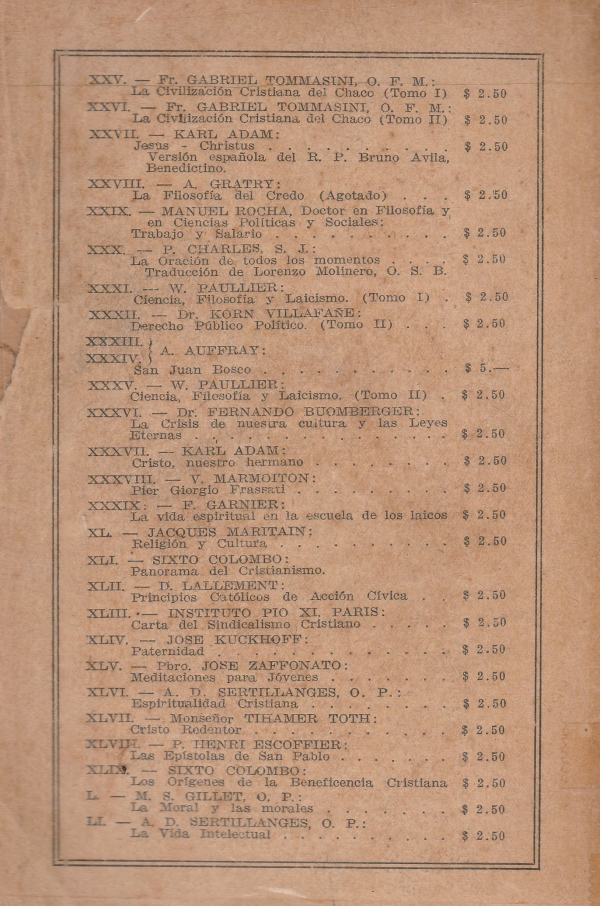 XXV. — Fr. GABRIEL TOMMASINI, O. F. M.:
La Civilización Cristiana del Chaco (Tomo I) $ 2.50
XXVI. — Fr. GABRIEL TOMMASINI, O. F. M.:
La Civilización Cristiana del Chaco (Tomo II) $ 2.50
XXVII. — KARL ADAM:
Jesus - Christus . . . . . . . . . $ 2.50
Versión española del R. P. Bruno Avila,
Benedictino.
XXVIII. — A. GRATRY:
La Filosofía del Credo (Agotado) . . . $ 2.50
XXIX. — MANUEL ROCHA, Doctor en Filosofía y
en Ciencias Políticas y Sociales:
Trabajo y Salario . . . . . . . . . $ 2.50
XXX. — P. CHARLES, S. J.:
La Oración de todos los momentos . . . . $ 2.50
Traducción de Lorenzo Molinero, O. S. B.
XXXI. — W. PAULLIER:
Ciencia, Filosofía y Laicismo. (Tomo I) . $ 2.50
XXXII. — Dr. KORN VILLAFAÑE:
Derecho Público Político. (Tomo II) . . . $ 2.50
XXXIII. }
XXXIV. } A. AUFFRAY:
San Juan Bosco . . . . . . . . . . $ 5.—
XXXV. — W. PAULLIER:
Ciencia, Filosofía y Laicismo. (Tomo II) . $ 2.50
XXXVI. — Dr. FERNANDO BUOMBERGER:
La Crisis de nuestra cultura y las Leyes
Eternas . . . . . . . . . . . . . $ 2.50
XXXVII. — KARL ADAM:
Cristo, nuestro hermano . . . . . . . $ 2.50
XXXVIII. — V. MARMOITON:
Pier Giorgio Frassati . . . . . . . . $ 2.50
XXXIX: — F. GARNIER:
La vida espiritual en la escuela de los laicos $ 2.50
XL. — JACQUES MARITAIN:
Religión y Cultura . . . . . . . . . $ 2.50
XLI. — SIXTO COLOMBO:
Panorama del Cristianismo.
XLII. — D. LALLEMENT:
Principios Católicos de Acción Cívica . . $ 2.50
XLIII. — INSTITUTO PIO XI, PARIS:
Carta del Sindicalismo Cristiano . . . . . $ 2.50
XLIV. — JOSE KUCKHOFF:
Paternidad . . . . . . . . . . . . $ 2.50
XLV. — Pbro. JOSE ZAFFONATO:
Meditaciones para Jóvenes . . . . . . $ 2.50
XLVI. — A. D. SERTILLANGES, O. P.:
Espiritualidad Cristiana . . . . . . . $ 2.50
XLVII. — Monseñor TIHAMER TOTH:
Cristo Redentor . . . . . . . . . . $ 2.50
XLVIII. — P. HENRI ESCOFFIER:
Las Epístolas de San Pablo . . . . . . $ 2.50
XLIX. — SIXTO COLOMBO:
Los Orígenes de la Beneficencia Cristiana $ 2.50
L. — M. S. GILLET, O. P.:
La Moral y las morales . . . . . . . $ 2.50
LI. — A. D. SERTILLANGES, O. P.:
La Vida Intelectual . . . . . . . . . $ 2.50